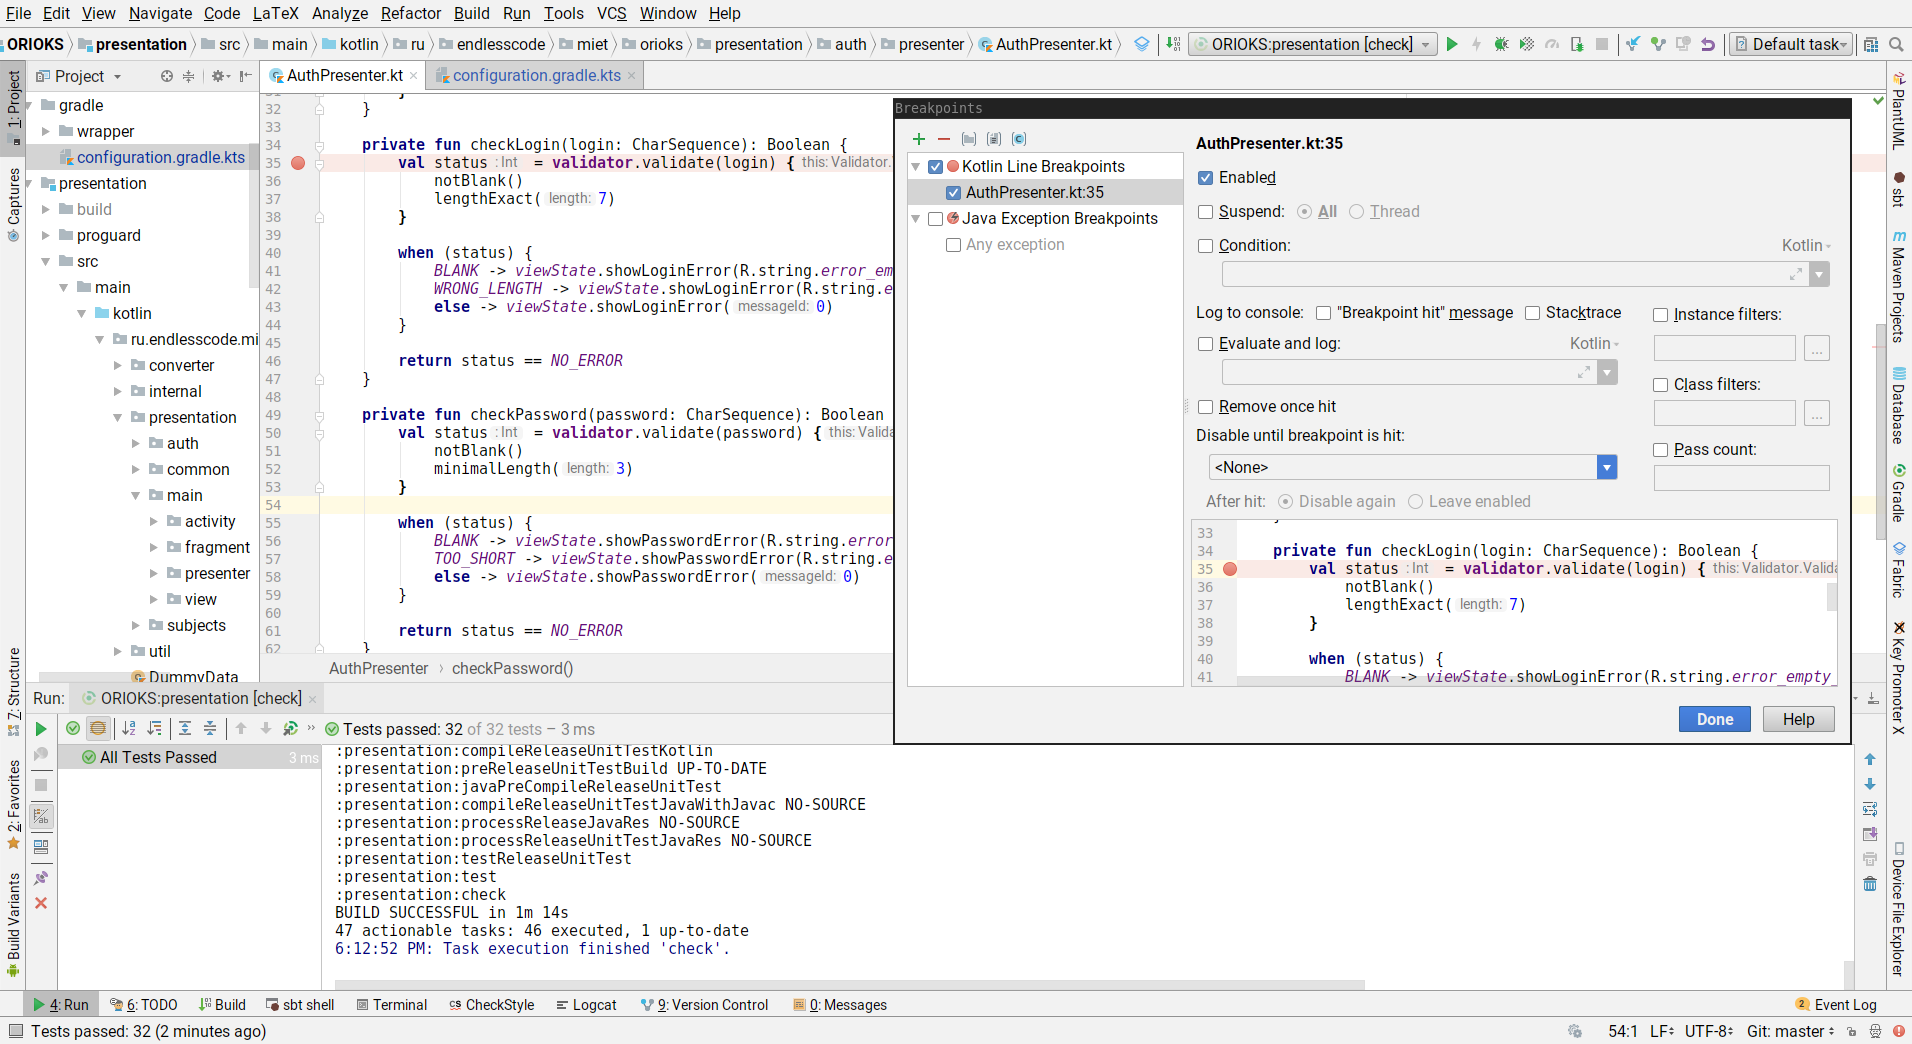 File Edit View Navigate Code LaTeX Analyze Refactor Build Run Tools VCS Window Help
ORIOKS presentation src main kotlin ru endlesscode miet orioks presentation auth presenter AuthPresenter.kt ORIOKS:presentation [check] Default task
Project
AuthPresenter.kt
configuration.gradle.kts
1: Project
Captures
7: Structure
2: Favorites
Build Variants
gradle
wrapper
configuration.gradle.kts
presentation
build
proguard
src
main
kotlin
ru.endlesscode.mi
converter
internal
presentation
auth
common
main
activity
fragment
presenter
view
subjects
util
DummyData
31 }
32 }
33
34 private fun checkLogin(login: CharSequence): Boolean {
35 val status : Int = validator.validate(login) { this: Validator.
36 notBlank()
37 lengthExact( length: 7)
38 }
39
40 when (status) {
41 BLANK -> viewState.showLoginError(R.string.error_em
42 WRONG_LENGTH -> viewState.showLoginError(R.string.e
43 else -> viewState.showLoginError( messageId: 0)
44 }
45
46 return status == NO_ERROR
47 }
48
49 private fun checkPassword(password: CharSequence): Boolean
50 val status : Int = validator.validate(password) { this: Valida
51 notBlank()
52 minimalLength( length: 3)
53 }
54
55 when (status) {
56 BLANK -> viewState.showPasswordError(R.string.error
57 TOO_SHORT -> viewState.showPasswordError(R.string.e
58 else -> viewState.showPasswordError( messageId: 0)
59 }
60
61 return status == NO_ERROR
62 }
AuthPresenter › checkPassword()
Breakpoints
Kotlin Line Breakpoints
AuthPresenter.kt:35
Java Exception Breakpoints
Any exception
AuthPresenter.kt:35
Enabled
Suspend: All Thread
Condition: Kotlin
Log to console: "Breakpoint hit" message Stacktrace
Instance filters:
...
Evaluate and log: Kotlin
Class filters:
...
Remove once hit
Disable until breakpoint is hit:
<None>
Pass count:
After hit: Disable again Leave enabled
33
34 private fun checkLogin(login: CharSequence): Boolean {
35 val status : Int = validator.validate(login) { this: Validator.Valida
36 notBlank()
37 lengthExact( length: 7)
38 }
39
40 when (status) {
41 BLANK -> viewState.showLoginError(R.string.error_empty_
Done Help
PlantUML
sbt
Maven Projects
Database
Gradle
Fabric
Key Promoter X
Device File Explorer
Run: ORIOKS:presentation [check]
Tests passed: 32 of 32 tests – 3 ms
All Tests Passed 3 ms
:presentation:compileReleaseUnitTestKotlin
:presentation:preReleaseUnitTestBuild UP-TO-DATE
:presentation:javaPreCompileReleaseUnitTest
:presentation:compileReleaseUnitTestJavaWithJavac NO-SOURCE
:presentation:processReleaseJavaRes NO-SOURCE
:presentation:processReleaseUnitTestJavaRes NO-SOURCE
:presentation:testReleaseUnitTest
:presentation:test
:presentation:check
BUILD SUCCESSFUL in 1m 14s
47 actionable tasks: 46 executed, 1 up-to-date
6:12:52 PM: Task execution finished 'check'.
4: Run 6: TODO Build sbt shell Terminal CheckStyle Logcat 9: Version Control 0: Messages 2 Event Log
Tests passed: 32 (2 minutes ago) 54:1 LF UTF-8 Git: master